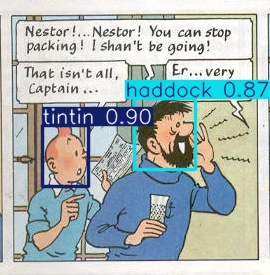 Nestor!...Nestor! You can stop
packing! I shan't be going!
That isn't all,
Captain ...
Er...very
haddock 0.87
tintin 0.90